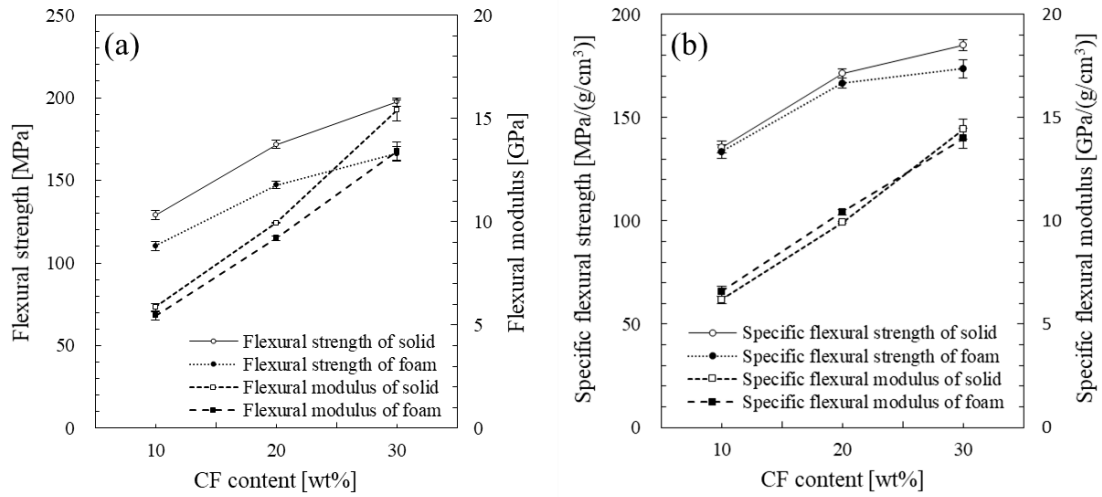 (a)
Flexural strength [MPa]
250
200
150
100
50
0
20
15
10
5
0
Flexural modulus [GPa]
Flexural strength of solid
Flexural strength of foam
Flexural modulus of solid
Flexural modulus of foam
10 20 30
CF content [wt%]
(b)
Specific flexural strength [MPa/(g/cm³)]
200
150
100
50
0
20
15
10
5
0
Specific flexural modulus [GPa/(g/cm³)]
Specific flexural strength of solid
Specific flexural strength of foam
Specific flexural modulus of solid
Specific flexural modulus of foam
10 20 30
CF content [wt%]